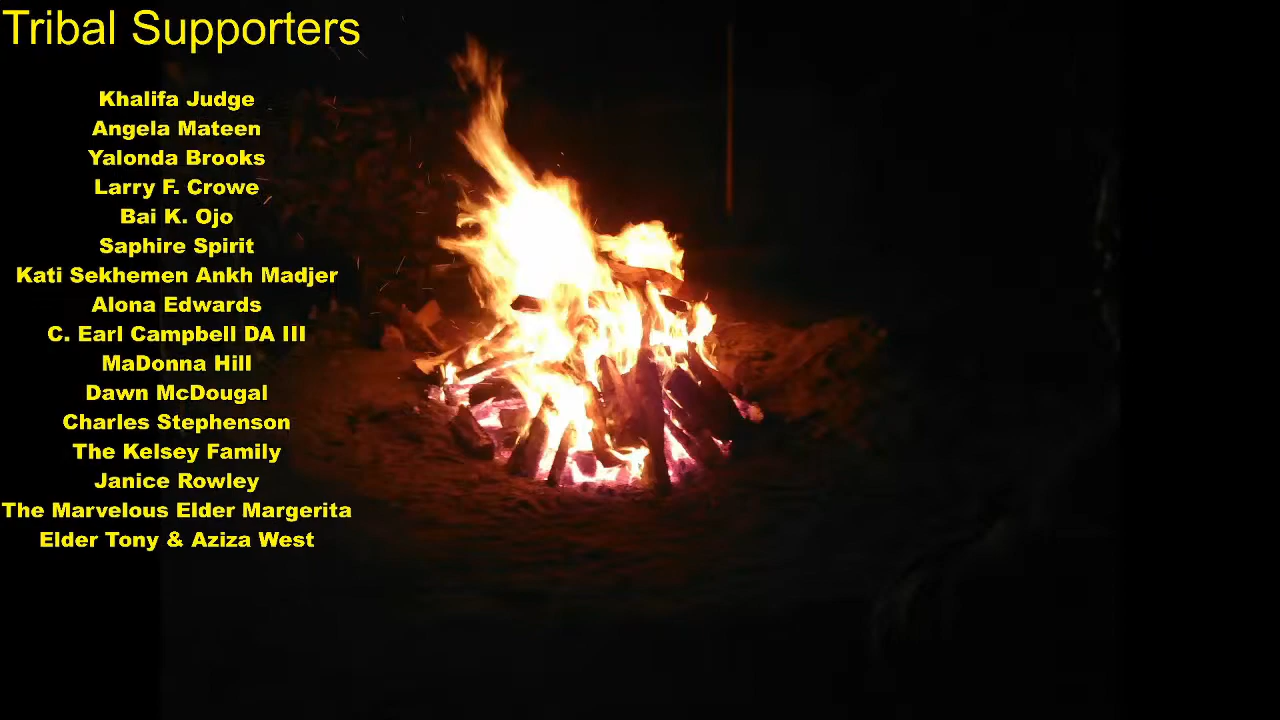 Tribal Supporters
Khalifa Judge
Angela Mateen
Yalonda Brooks
Larry F. Crowe
Bai K. Ojo
Saphire Spirit
Kati Sekhemen Ankh Madjer
Alona Edwards
C. Earl Campbell DA III
MaDonna Hill
Dawn McDougal
Charles Stephenson
The Kelsey Family
Janice Rowley
The Marvelous Elder Margerita
Elder Tony & Aziza West